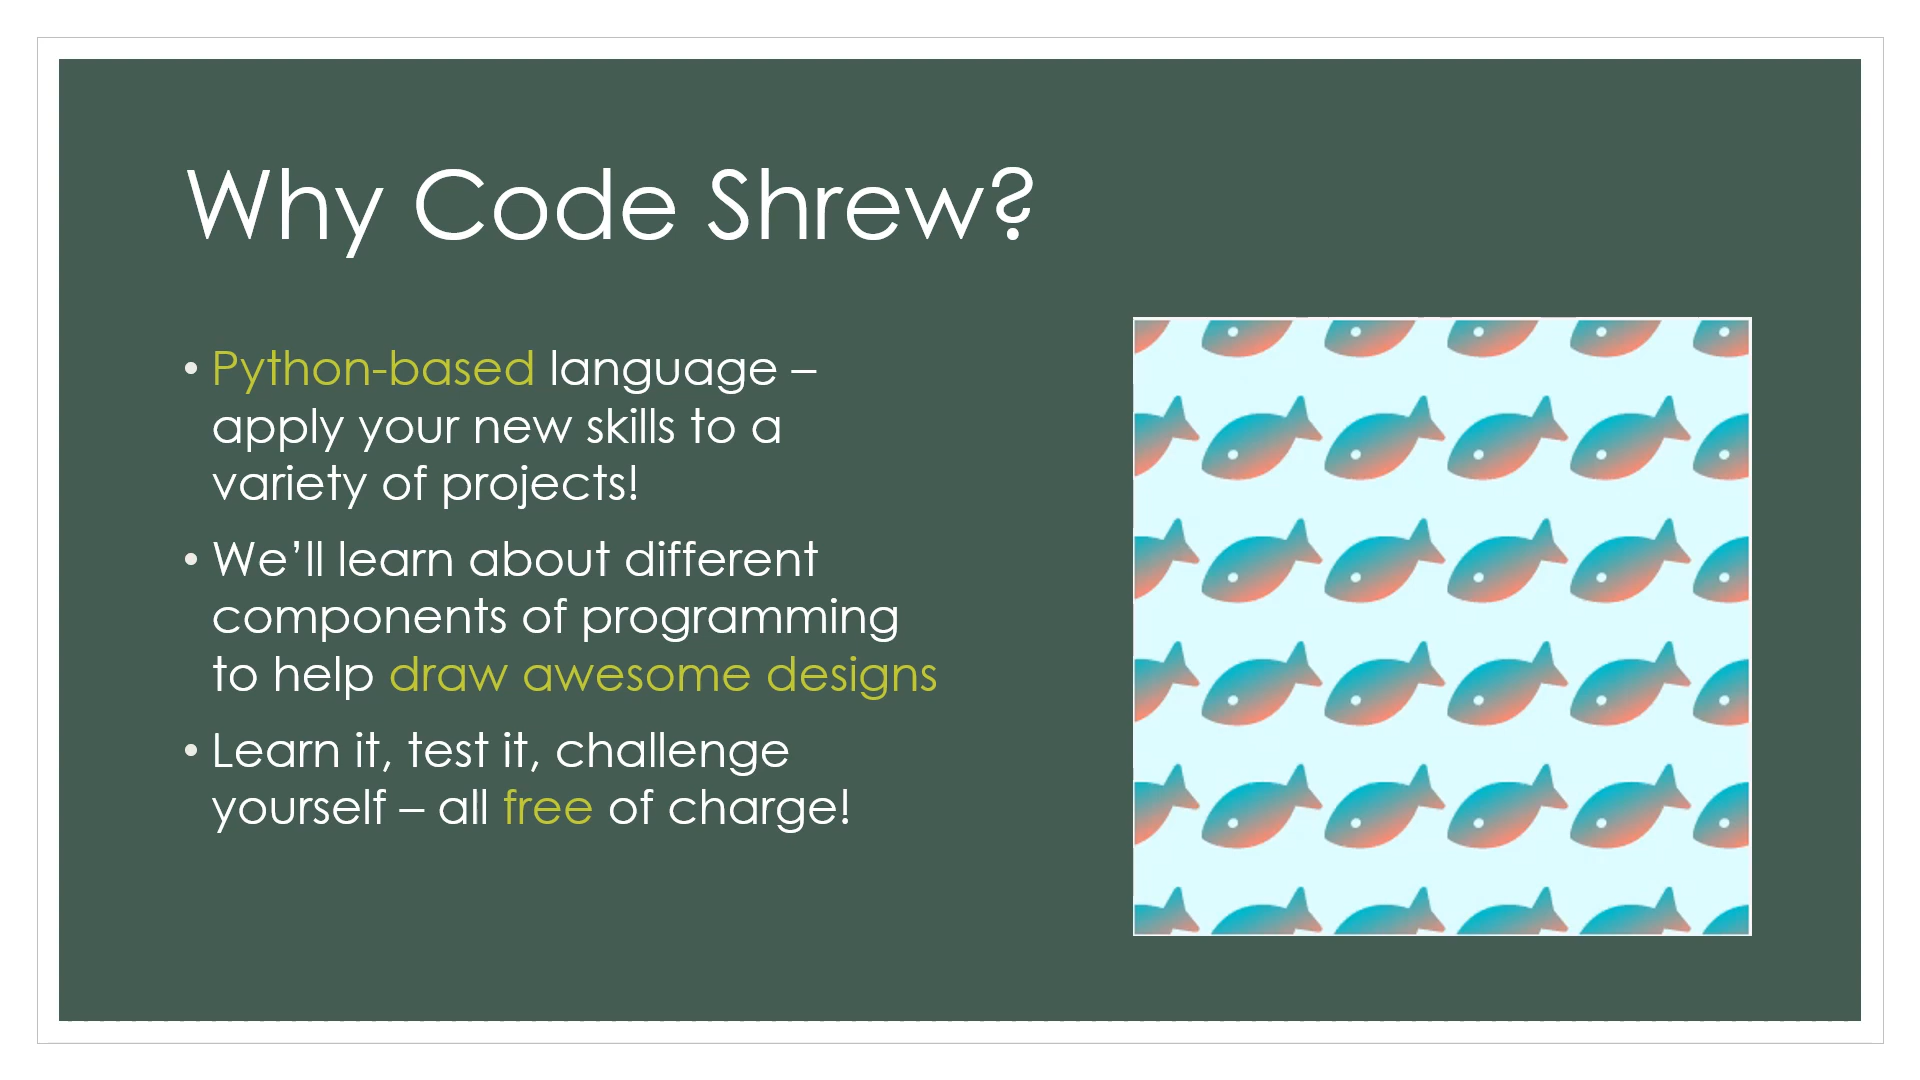 Why Code Shrew?
• Python-based language –
apply your new skills to a
variety of projects!
• We’ll learn about different
components of programming
to help draw awesome designs
• Learn it, test it, challenge
yourself – all free of charge!